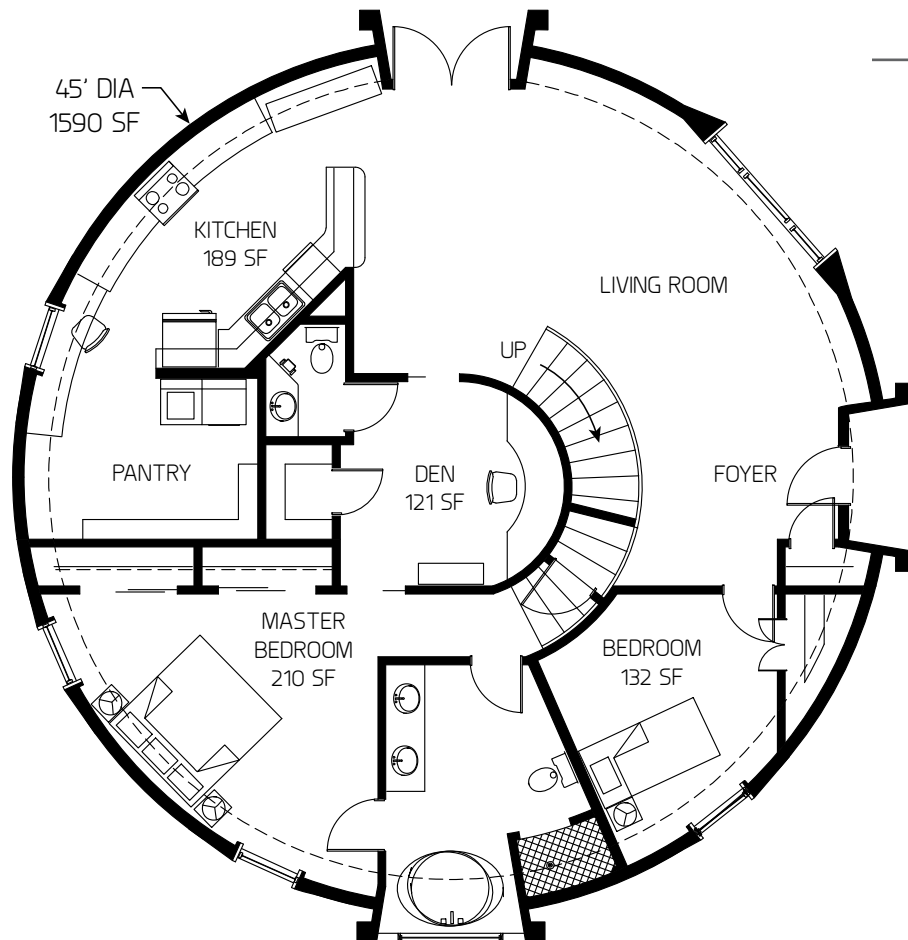 45' DIA
1590 SF
KITCHEN
189 SF
LIVING ROOM
UP
PANTRY
DEN
121 SF
FOYER
MASTER
BEDROOM
210 SF
BEDROOM
132 SF